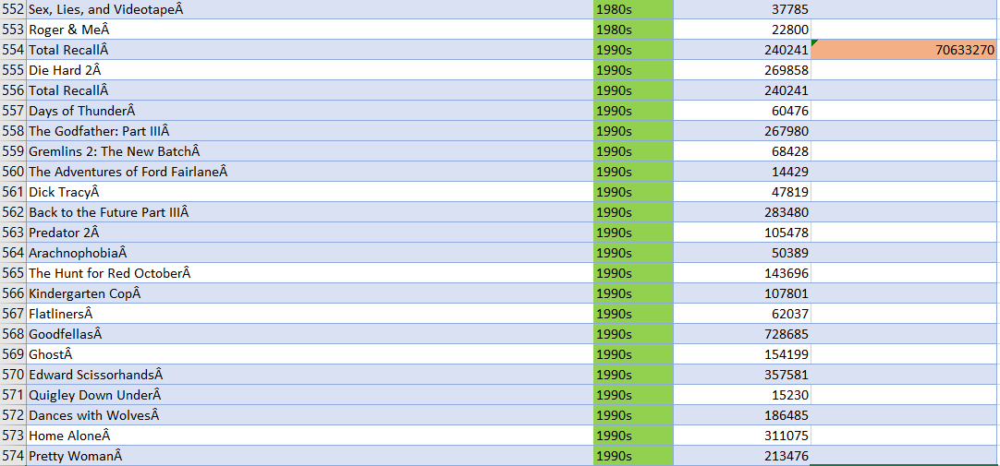 552 Sex, Lies, and VideotapeÂ 1980s 37785
553 Roger & MeÂ 1980s 22800
554 Total RecallÂ 1990s 240241 70633270
555 Die Hard 2Â 1990s 269858
556 Total RecallÂ 1990s 240241
557 Days of ThunderÂ 1990s 60476
558 The Godfather: Part IIIÂ 1990s 267980
559 Gremlins 2: The New BatchÂ 1990s 68428
560 The Adventures of Ford FairlaneÂ 1990s 14429
561 Dick TracyÂ 1990s 47819
562 Back to the Future Part IIIÂ 1990s 283480
563 Predator 2Â 1990s 105478
564 ArachnophobiaÂ 1990s 50389
565 The Hunt for Red OctoberÂ 1990s 143696
566 Kindergarten CopÂ 1990s 107801
567 FlatlinersÂ 1990s 62037
568 GoodfellasÂ 1990s 728685
569 GhostÂ 1990s 154199
570 Edward ScissorhandsÂ 1990s 357581
571 Quigley Down UnderÂ 1990s 15230
572 Dances with WolvesÂ 1990s 186485
573 Home AloneÂ 1990s 311075
574 Pretty WomanÂ 1990s 213476